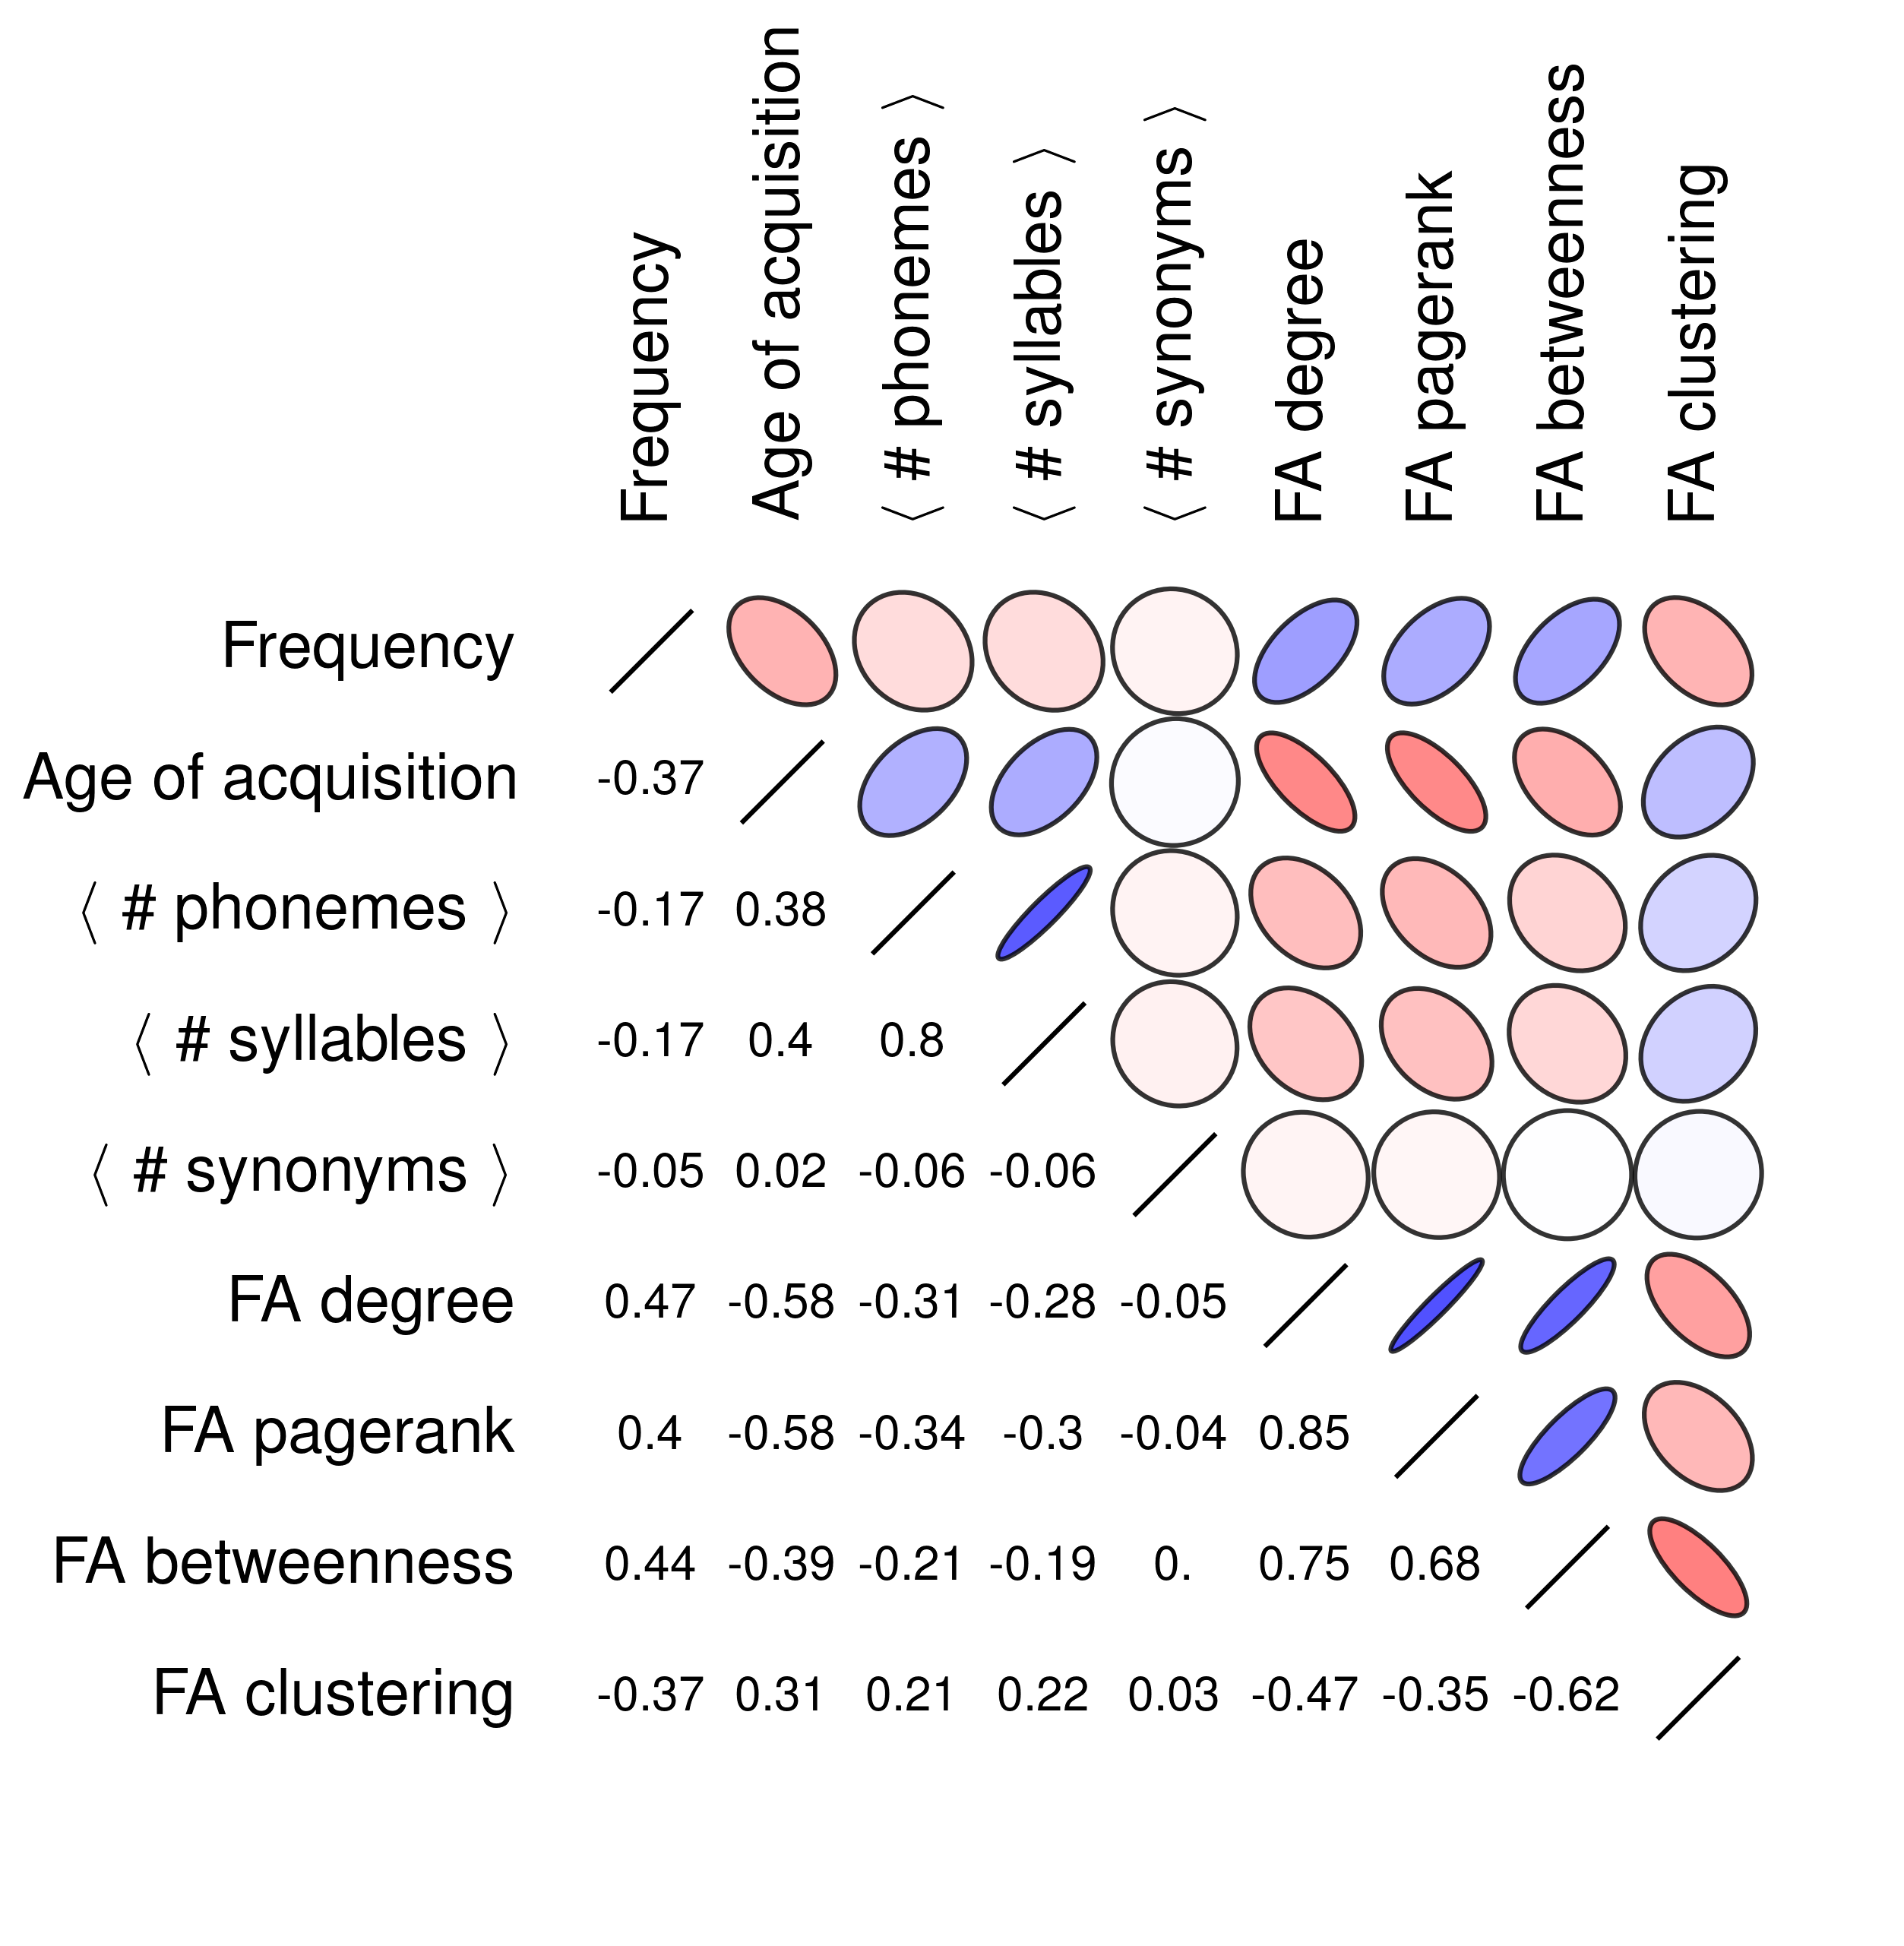 Frequency
Age of acquisition
〈 # phonemes 〉
〈 # syllables 〉
〈 # synonyms 〉
FA degree
FA pagerank
FA betweenness
FA clustering
Frequency
Age of acquisition -0.37
〈 # phonemes 〉 -0.17 0.38
〈 # syllables 〉 -0.17 0.4 0.8
〈 # synonyms 〉 -0.05 0.02 -0.06 -0.06
FA degree 0.47 -0.58 -0.31 -0.28 -0.05
FA pagerank 0.4 -0.58 -0.34 -0.3 -0.04 0.85
FA betweenness 0.44 -0.39 -0.21 -0.19 0. 0.75 0.68
FA clustering -0.37 0.31 0.21 0.22 0.03 -0.47 -0.35 -0.62